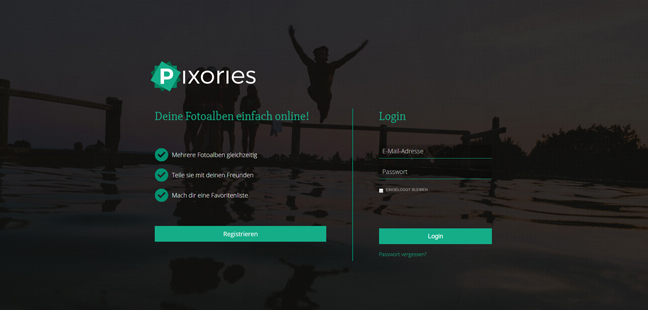 Pixories
Deine Fotoalben einfach online!
Mehrere Fotoalben gleichzeitig
Teile sie mit deinen Freunden
Mach dir eine Favoritenliste
Registrieren
Login
E-Mail-Adresse
Passwort
EINGELOGGT BLEIBEN
Login
Passwort vergessen?